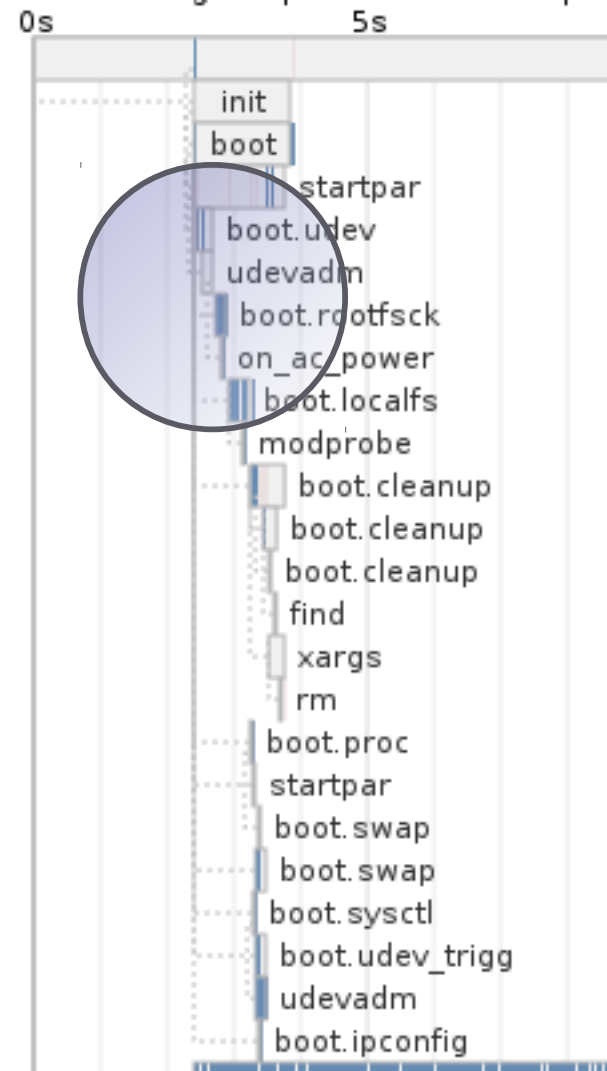 0s 5s
init
boot
startpar
boot.udev
udevadm
boot.rootfsck
on_ac_power
boot.localfs
modprobe
boot.cleanup
boot.cleanup
boot.cleanup
find
xargs
rm
boot.proc
startpar
boot.swap
boot.swap
boot.sysctl
boot.udev_trigg
udevadm
boot.ipconfig